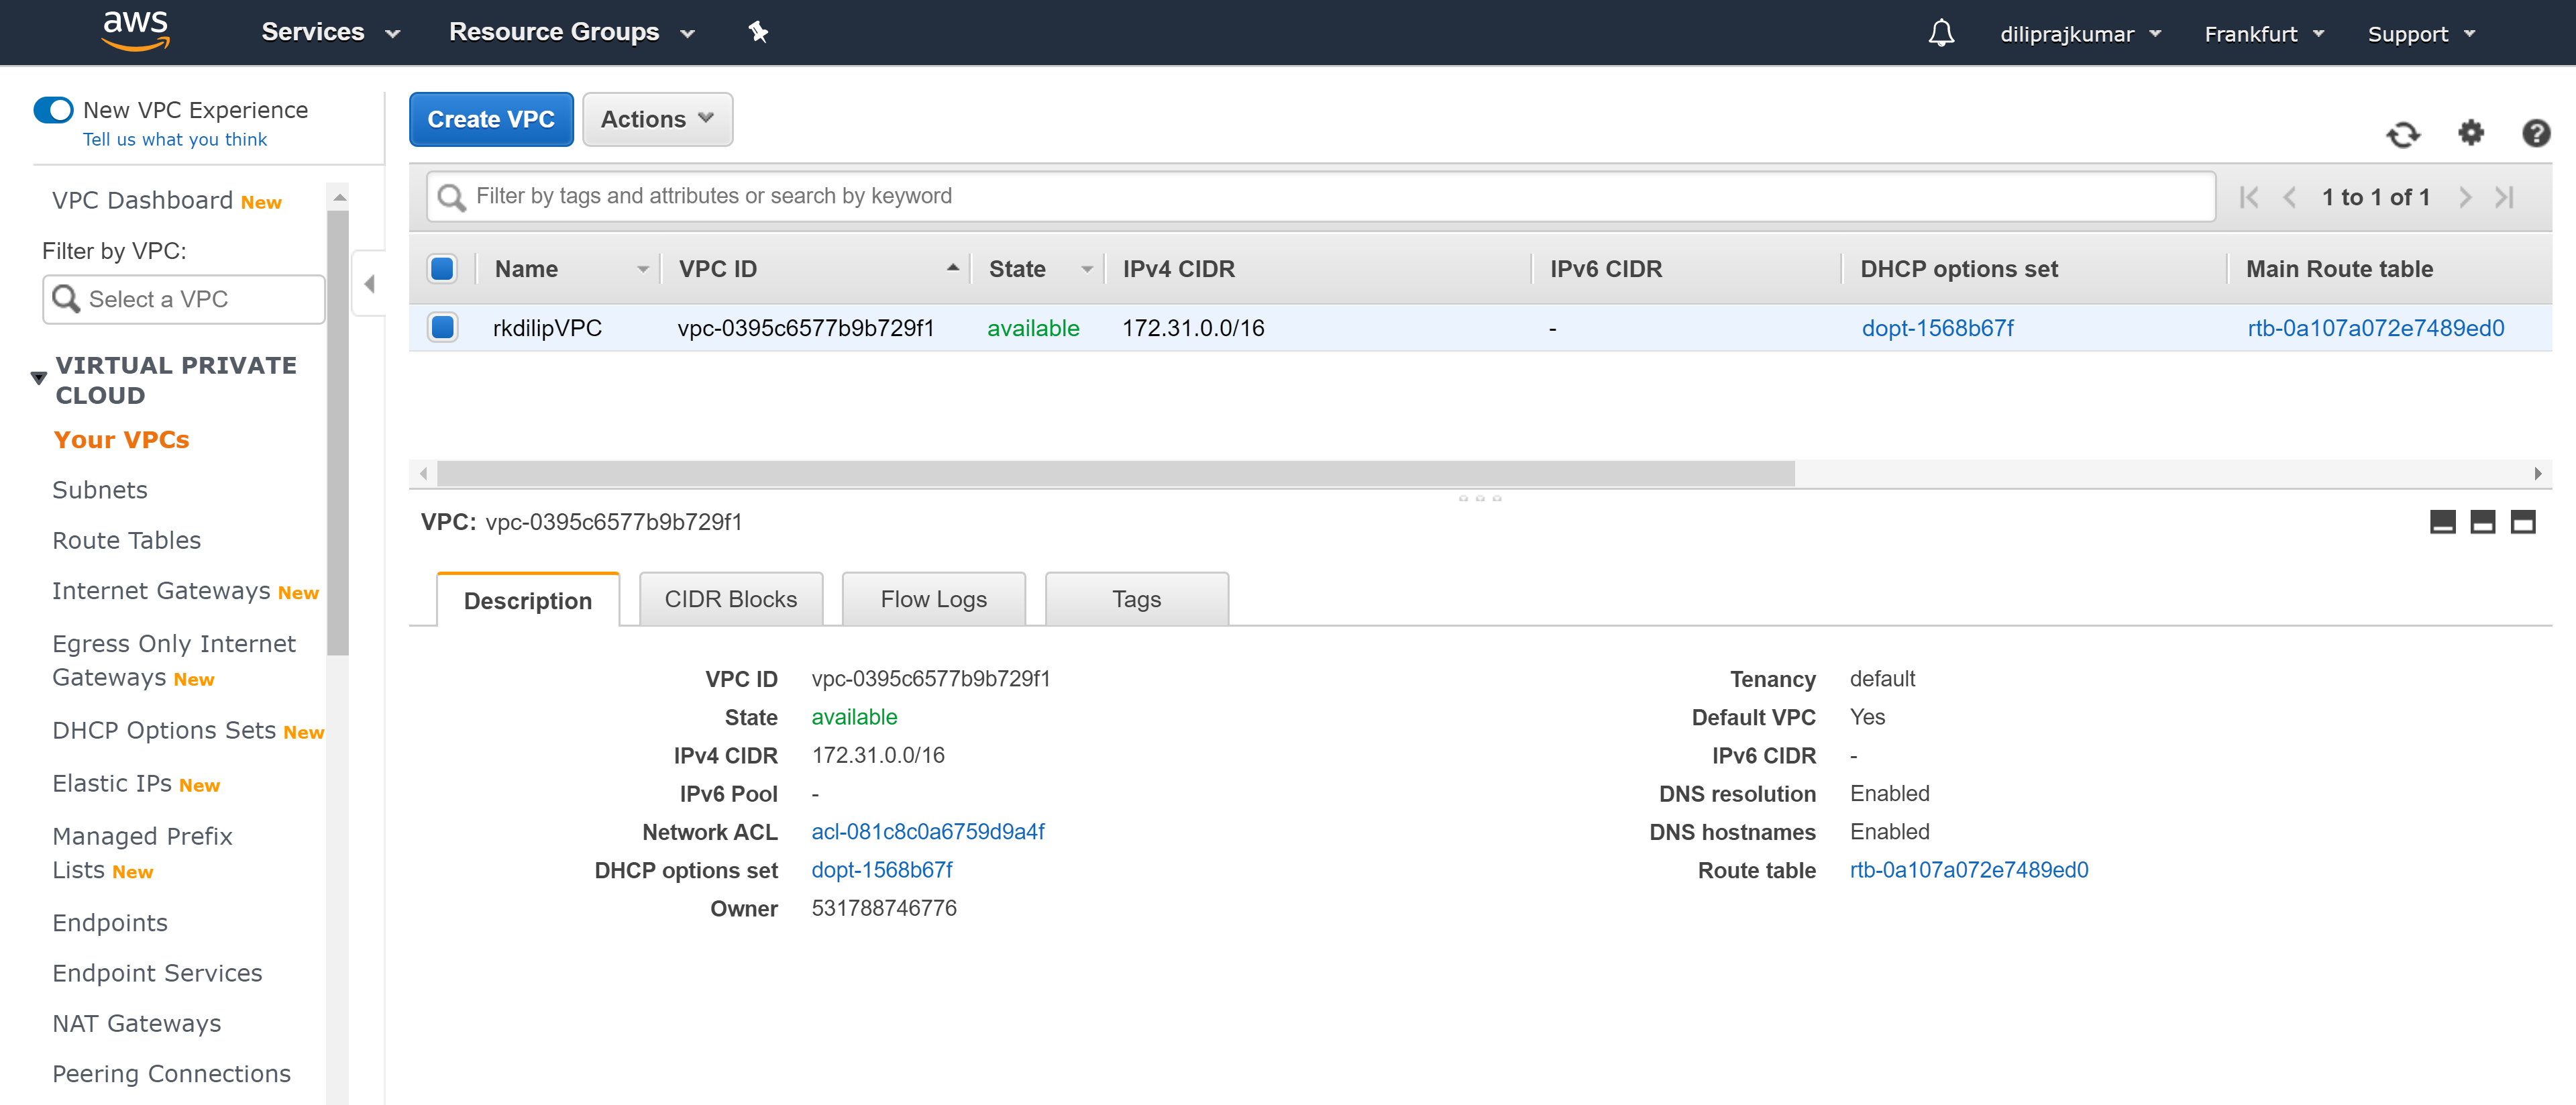 aws Services Resource Groups diliprajkumar Frankfurt Support
New VPC Experience
Tell us what you think
VPC Dashboard New
Filter by VPC:
Select a VPC
VIRTUAL PRIVATE
CLOUD
Your VPCs
Subnets
Route Tables
Internet Gateways New
Egress Only Internet
Gateways New
DHCP Options Sets New
Elastic IPs New
Managed Prefix
Lists New
Endpoints
Endpoint Services
NAT Gateways
Peering Connections
Create VPC Actions
Filter by tags and attributes or search by keyword 1 to 1 of 1
Name VPC ID State IPv4 CIDR IPv6 CIDR DHCP options set Main Route table
rkdilipVPC vpc-0395c6577b9b729f1 available 172.31.0.0/16 - dopt-1568b67f rtb-0a107a072e7489ed0
VPC: vpc-0395c6577b9b729f1
Description CIDR Blocks Flow Logs Tags
VPC ID vpc-0395c6577b9b729f1
State available
IPv4 CIDR 172.31.0.0/16
IPv6 Pool -
Network ACL acl-081c8c0a6759d9a4f
DHCP options set dopt-1568b67f
Owner 531788746776
Tenancy default
Default VPC Yes
IPv6 CIDR -
DNS resolution Enabled
DNS hostnames Enabled
Route table rtb-0a107a072e7489ed0